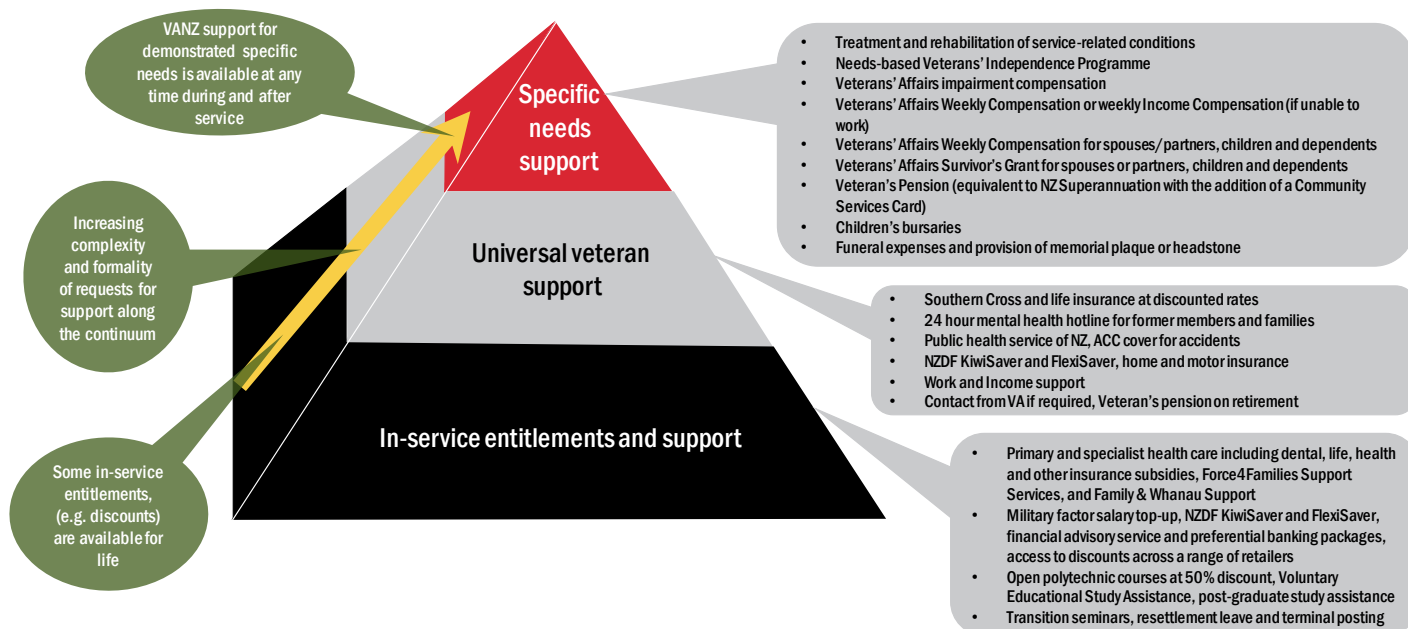 VANZ support for
demonstrated specific
needs is available at any
time during and after
service
Increasing
complexity
and formality
of requests for
support along
the continuum
Some in-service
entitlements,
(e.g. discounts)
are available for
life
Specific
needs
support
Universal veteran
support
In-service entitlements and support
• Treatment and rehabilitation of service-related conditions
• Needs-based Veterans' Independence Programme
• Veterans' Affairs impairment compensation
• Veterans' Affairs Weekly Compensation or weekly Income Compensation (if unable to
work)
• Veterans' Affairs Weekly Compensation for spouses/partners, children and dependents
• Veterans' Affairs Survivor's Grant for spouses or partners, children and dependents
• Veteran's Pension (equivalent to NZ Superannuation with the addition of a Community
Services Card)
• Children's bursaries
• Funeral expenses and provision of memorial plaque or headstone
• Southern Cross and life insurance at discounted rates
• 24 hour mental health hotline for former members and families
• Public health service of NZ, ACC cover for accidents
• NZDF KiwiSaver and FlexiSaver, home and motor insurance
• Work and Income support
• Contact from VA if required, Veteran's pension on retirement
• Primary and specialist health care including dental, life, health
and other insurance subsidies, Force4Families Support
Services, and Family & Whanau Support
• Military factor salary top-up, NZDF KiwiSaver and FlexiSaver,
financial advisory service and preferential banking packages,
access to discounts across a range of retailers
• Open polytechnic courses at 50% discount, Voluntary
Educational Study Assistance, post-graduate study assistance
• Transition seminars, resettlement leave and terminal posting